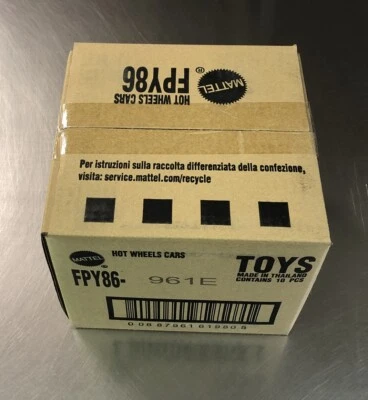 MATTEL
®
FPY86
HOT WHEELS CARS
Per istruzioni sulla raccolta differenziata della confezione,
visita: service.mattel.com/recycle
MATTEL
HOT WHEELS CARS
TOYS
FPY86- 961E
MADE IN THAILAND
CONTAINS 10 PCS